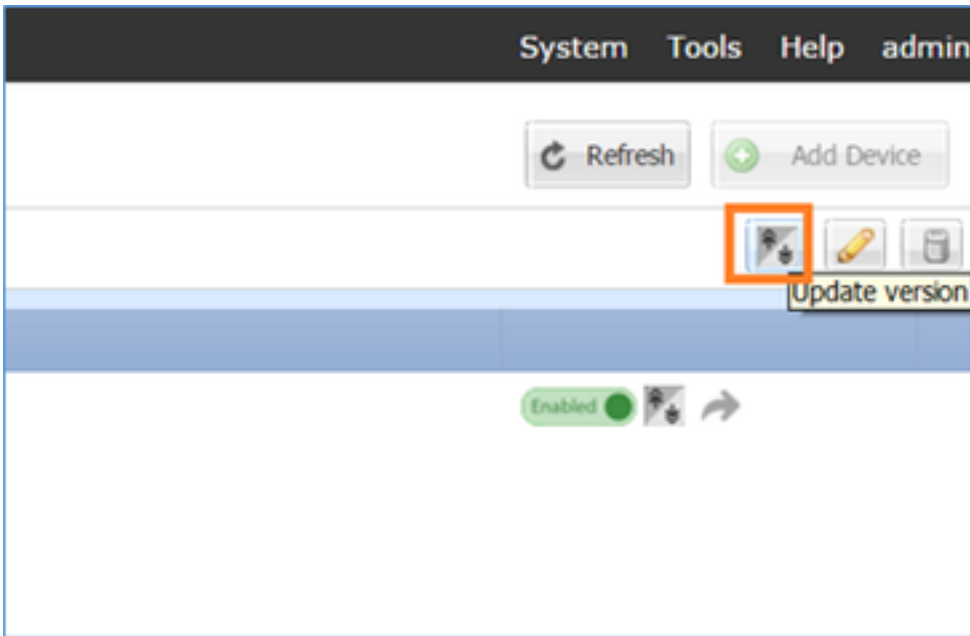 System Tools Help admin
Refresh Add Device
Update version
Enabled